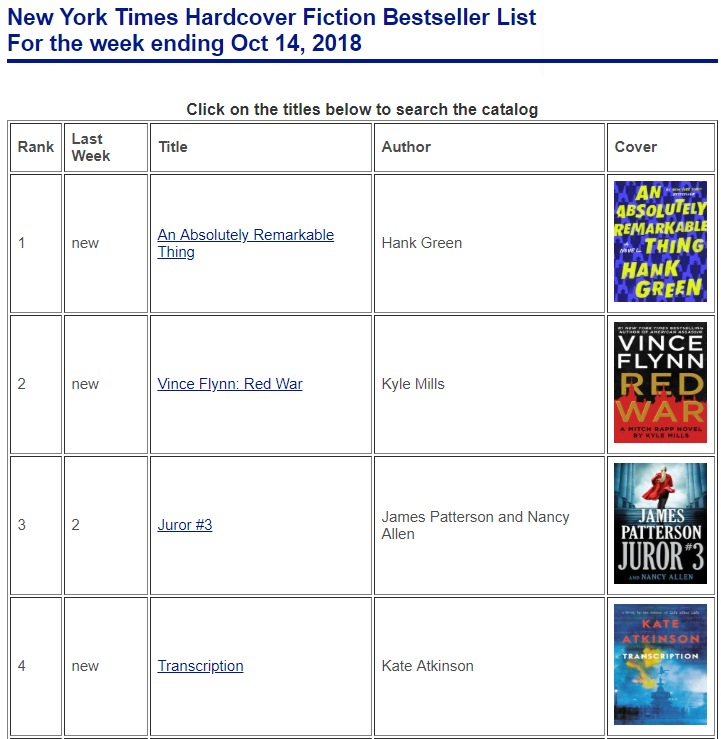 New York Times Hardcover Fiction Bestseller List
For the week ending Oct 14, 2018
Click on the titles below to search the catalog
Rank Last Week Title Author Cover
1 new An Absolutely Remarkable Thing Hank Green
AN
ABSOLUTELY
REMARKABLE
A NOVEL THING
HANK
GREEN
2 new Vince Flynn: Red War Kyle Mills
#1 NEW YORK TIMES BESTSELLING
AUTHOR OF AMERICAN ASSASSIN
VINCE
FLYNN
RED
WAR
A MITCH RAPP NOVEL
BY KYLE MILLS
3 2 Juror #3 James Patterson and Nancy Allen
JAMES
PATTERSON
JUROR #3
AND NANCY ALLEN
4 new Transcription Kate Atkinson
KATE
ATKINSON
TRANSCRIPTION